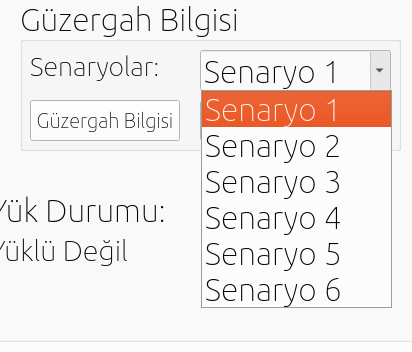 Güzergah Bilgisi
Senaryolar:
Senaryo 1
Senaryo 1
Güzergah Bilgisi
Senaryo 2
Senaryo 3
Yük Durumu:
Senaryo 4
Yüklü Değil
Senaryo 5
Senaryo 6